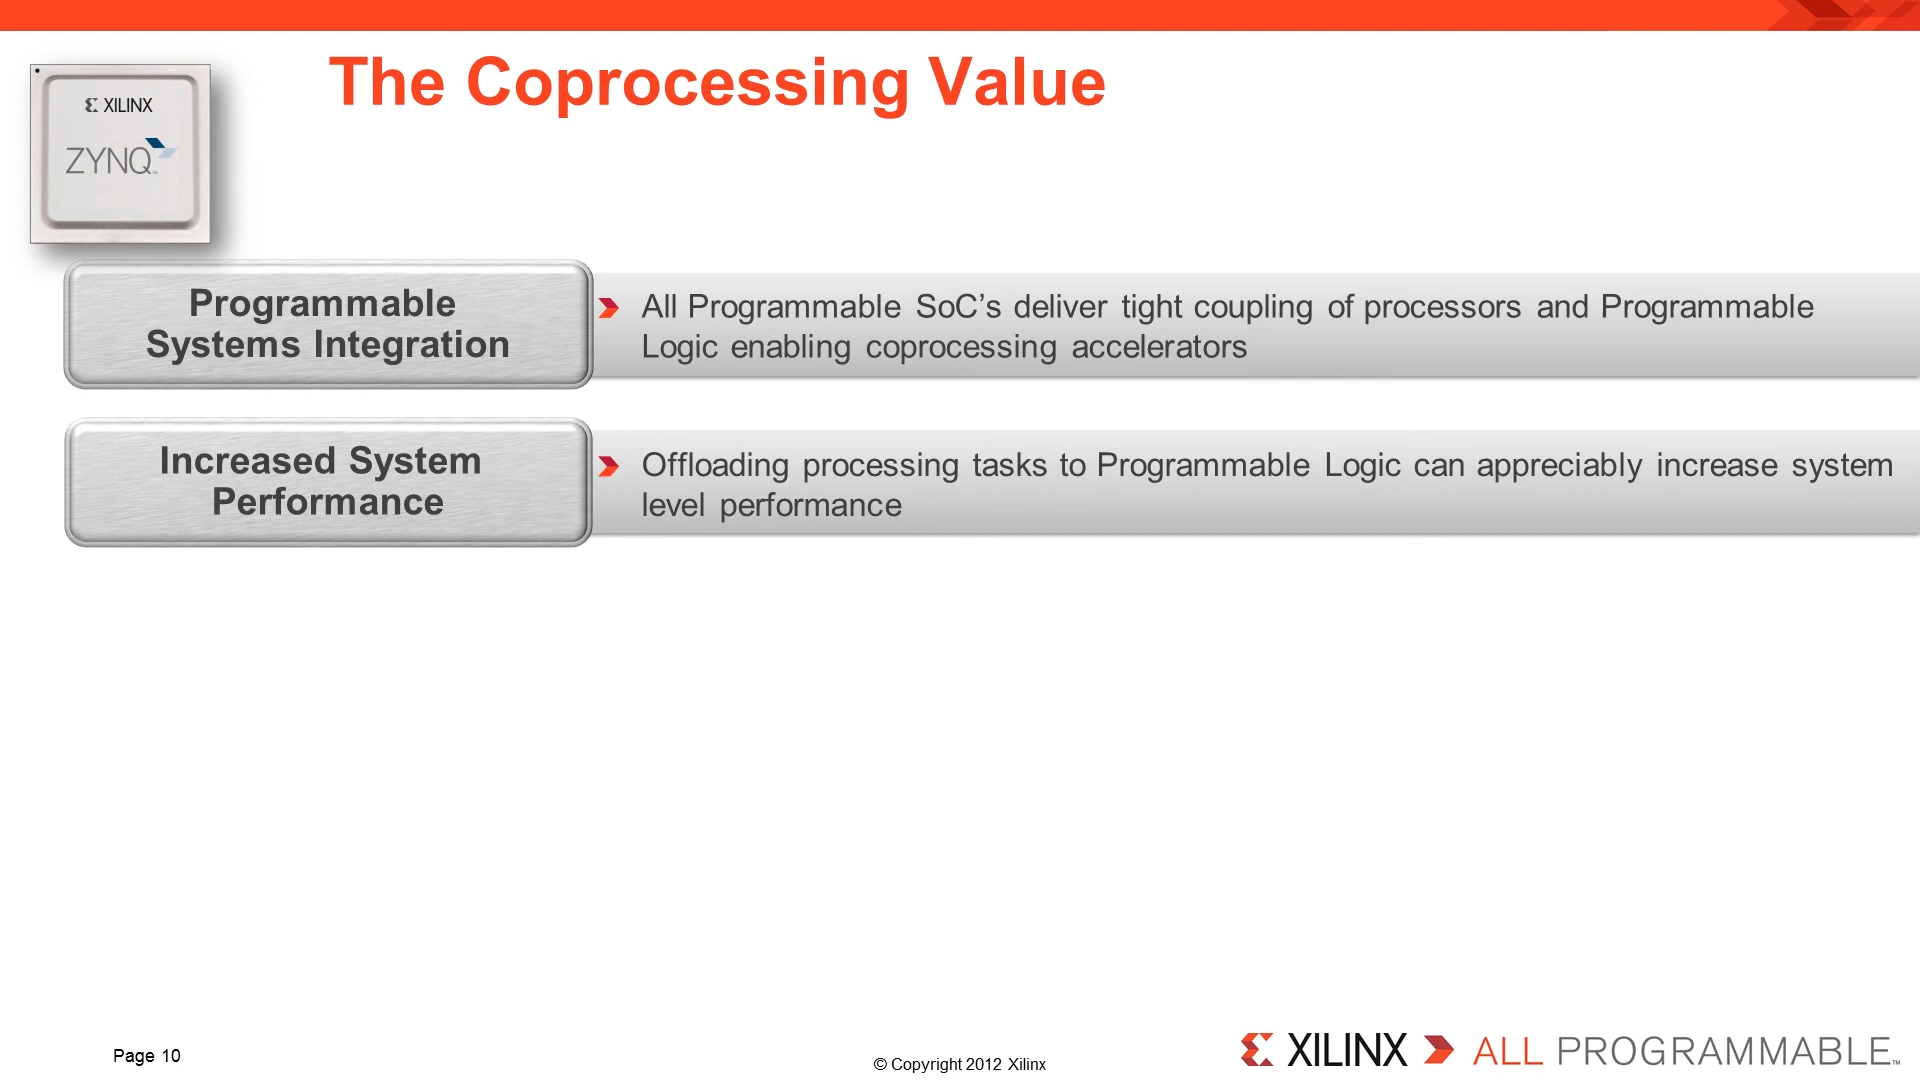 The Coprocessing Value
XILINX
ZYNQ™
Programmable
Systems Integration
All Programmable SoC’s deliver tight coupling of processors and Programmable
Logic enabling coprocessing accelerators
Increased System
Performance
Offloading processing tasks to Programmable Logic can appreciably increase system
level performance
Page 10
© Copyright 2012 Xilinx
XILINX ALL PROGRAMMABLE™